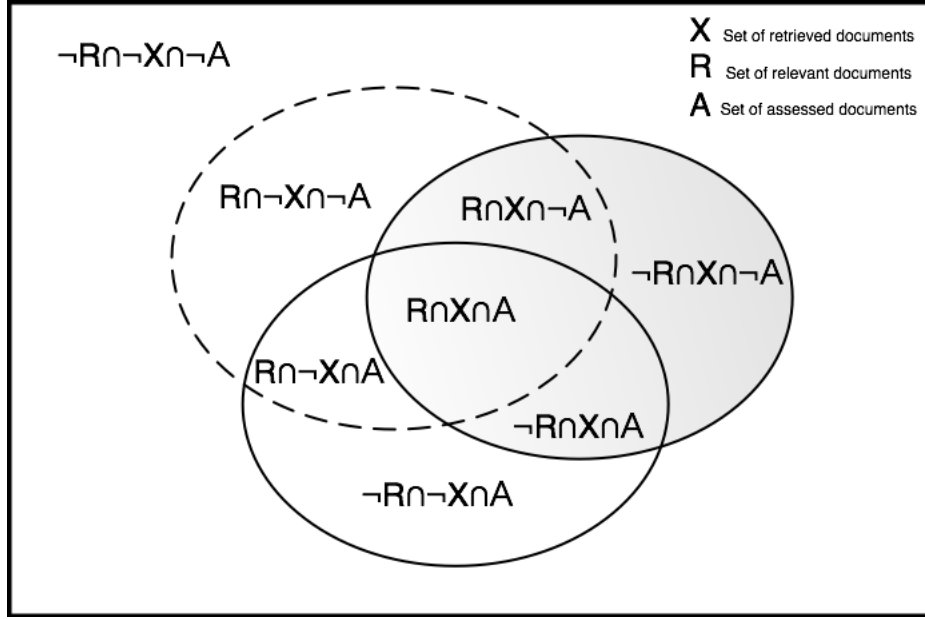 ¬R∩¬X∩¬A
X Set of retrieved documents
R Set of relevant documents
A Set of assessed documents
R∩¬X∩¬A
R∩X∩¬A
¬R∩X∩¬A
R∩X∩A
R∩¬X∩A
¬R∩X∩A
¬R∩¬X∩A